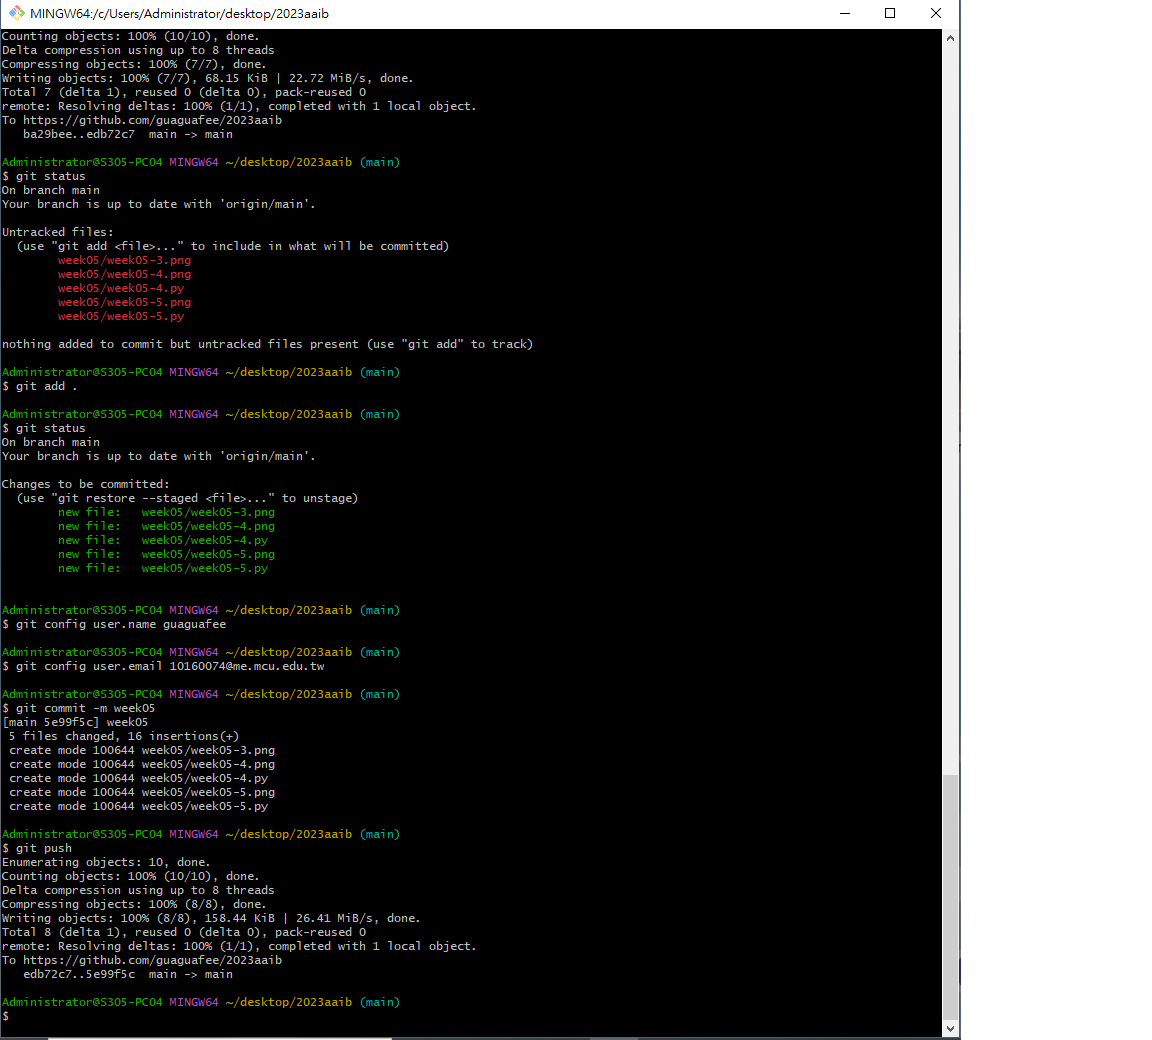 MINGW64:/c/Users/Administrator/desktop/2023aaib
Counting objects: 100% (10/10), done.
Delta compression using up to 8 threads
Compressing objects: 100% (7/7), done.
Writing objects: 100% (7/7), 68.15 KiB | 22.72 MiB/s, done.
Total 7 (delta 1), reused 0 (delta 0), pack-reused 0
remote: Resolving deltas: 100% (1/1), completed with 1 local object.
To https://github.com/guaguafee/2023aaib
   ba29bee..edb72c7  main -> main

Administrator@S305-PC04 MINGW64 ~/desktop/2023aaib (main)
$ git status
On branch main
Your branch is up to date with 'origin/main'.

Untracked files:
  (use "git add <file>..." to include in what will be committed)
        week05/week05-3.png
        week05/week05-4.png
        week05/week05-4.py
        week05/week05-5.png
        week05/week05-5.py

nothing added to commit but untracked files present (use "git add" to track)

Administrator@S305-PC04 MINGW64 ~/desktop/2023aaib (main)
$ git add .

Administrator@S305-PC04 MINGW64 ~/desktop/2023aaib (main)
$ git status
On branch main
Your branch is up to date with 'origin/main'.

Changes to be committed:
  (use "git restore --staged <file>..." to unstage)
        new file:   week05/week05-3.png
        new file:   week05/week05-4.png
        new file:   week05/week05-4.py
        new file:   week05/week05-5.png
        new file:   week05/week05-5.py

Administrator@S305-PC04 MINGW64 ~/desktop/2023aaib (main)
$ git config user.name guaguafee

Administrator@S305-PC04 MINGW64 ~/desktop/2023aaib (main)
$ git config user.email 10160074@me.mcu.edu.tw

Administrator@S305-PC04 MINGW64 ~/desktop/2023aaib (main)
$ git commit -m week05
[main 5e99f5c] week05
 5 files changed, 16 insertions(+)
 create mode 100644 week05/week05-3.png
 create mode 100644 week05/week05-4.png
 create mode 100644 week05/week05-4.py
 create mode 100644 week05/week05-5.png
 create mode 100644 week05/week05-5.py

Administrator@S305-PC04 MINGW64 ~/desktop/2023aaib (main)
$ git push
Enumerating objects: 10, done.
Counting objects: 100% (10/10), done.
Delta compression using up to 8 threads
Compressing objects: 100% (8/8), done.
Writing objects: 100% (8/8), 158.44 KiB | 26.41 MiB/s, done.
Total 8 (delta 1), reused 0 (delta 0), pack-reused 0
remote: Resolving deltas: 100% (1/1), completed with 1 local object.
To https://github.com/guaguafee/2023aaib
   edb72c7..5e99f5c  main -> main

Administrator@S305-PC04 MINGW64 ~/desktop/2023aaib (main)
$